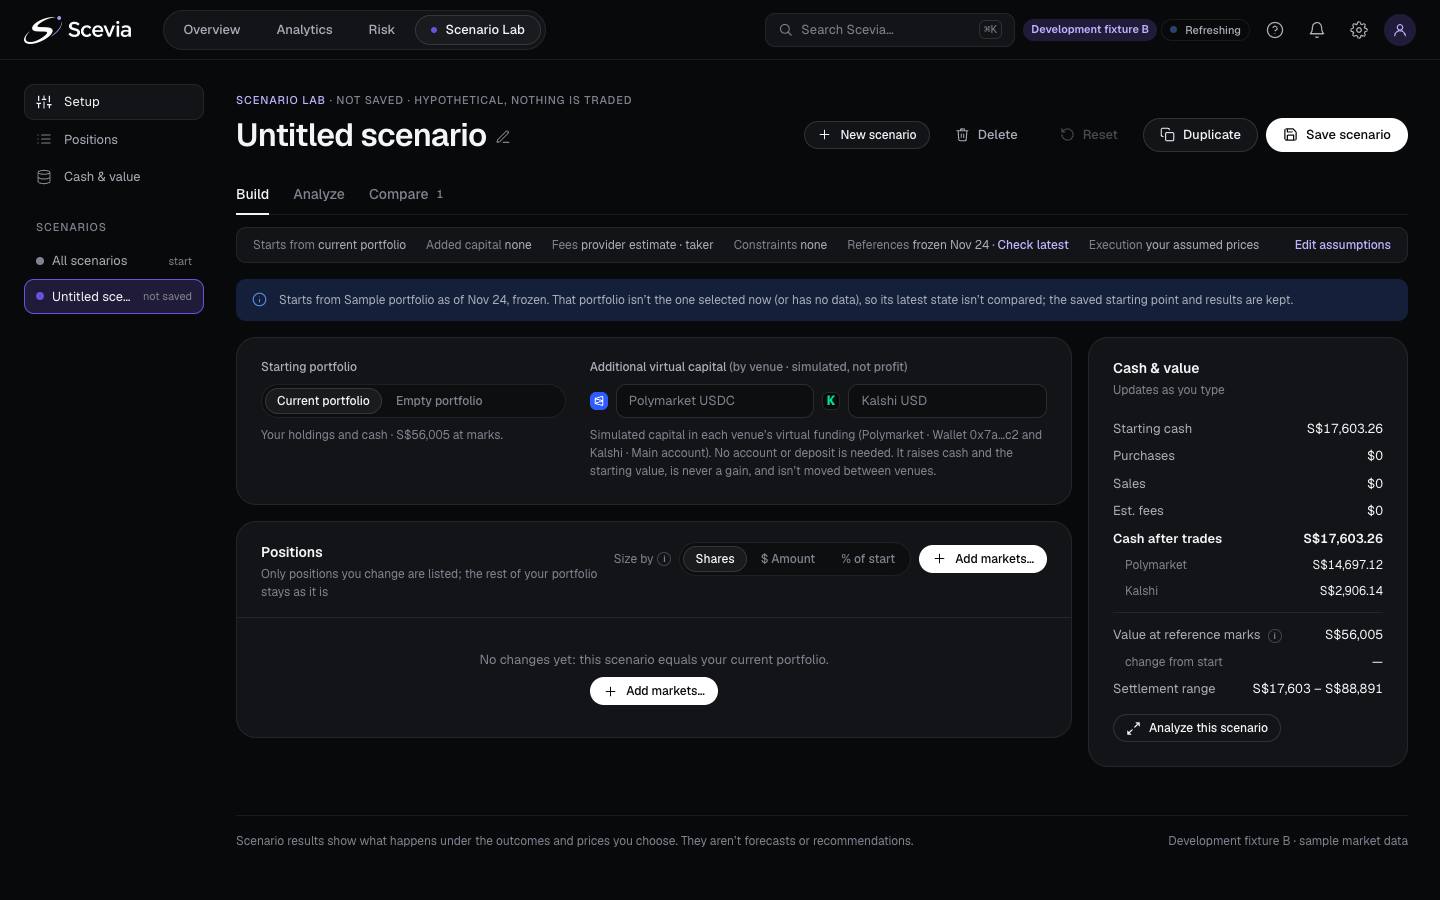 Scevia
Overview
Analytics
Risk
Scenario Lab
Search Scevia…
⌘K
Development fixture B
Refreshing
Setup
Positions
Cash & value
SCENARIOS
All scenarios
start
Untitled sce…
not saved
SCENARIO LAB · NOT SAVED · HYPOTHETICAL, NOTHING IS TRADED
Untitled scenario
New scenario
Delete
Reset
Duplicate
Save scenario
Build
Analyze
Compare 1
Starts from current portfolio
Added capital none
Fees provider estimate · taker
Constraints none
References frozen Nov 24 · Check latest
Execution your assumed prices
Edit assumptions
Starts from Sample portfolio as of Nov 24, frozen. That portfolio isn't the one selected now (or has no data), so its latest state isn't compared; the saved starting point and results are kept.
Starting portfolio
Current portfolio
Empty portfolio
Your holdings and cash · S$56,005 at marks.
Additional virtual capital (by venue · simulated, not profit)
Polymarket USDC
K
Kalshi USD
Simulated capital in each venue's virtual funding (Polymarket · Wallet 0x7a…c2 and
Kalshi · Main account). No account or deposit is needed. It raises cash and the
starting value, is never a gain, and isn't moved between venues.
Positions
Only positions you change are listed; the rest of your portfolio
stays as it is
Size by
Shares
$ Amount
% of start
Add markets…
No changes yet: this scenario equals your current portfolio.
Add markets…
Cash & value
Updates as you type
Starting cash S$17,603.26
Purchases $0
Sales $0
Est. fees $0
Cash after trades S$17,603.26
Polymarket S$14,697.12
Kalshi S$2,906.14
Value at reference marks S$56,005
change from start —
Settlement range S$17,603 – S$88,891
Analyze this scenario
Scenario results show what happens under the outcomes and prices you choose. They aren't forecasts or recommendations.
Development fixture B · sample market data